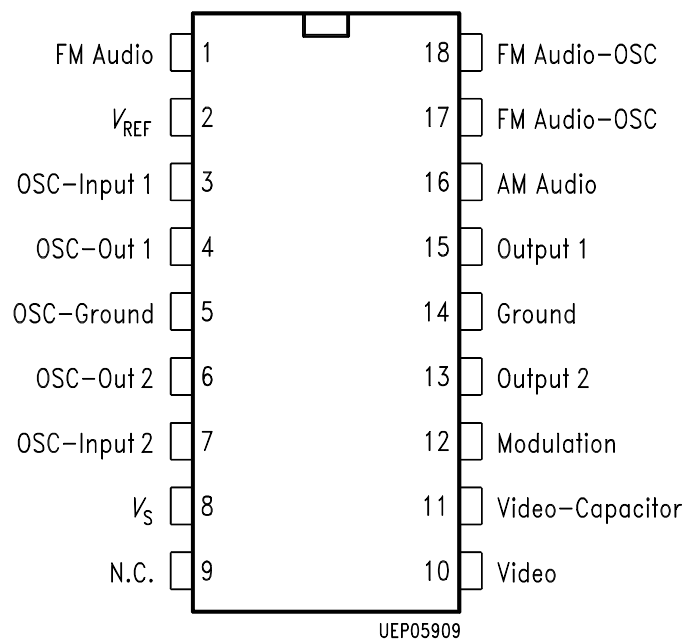 FM Audio 1 18 FM Audio-OSC
VREF 2 17 FM Audio-OSC
OSC-Input 1 3 16 AM Audio
OSC-Out 1 4 15 Output 1
OSC-Ground 5 14 Ground
OSC-Out 2 6 13 Output 2
OSC-Input 2 7 12 Modulation
VS 8 11 Video-Capacitor
N.C. 9 10 Video
UEP05909